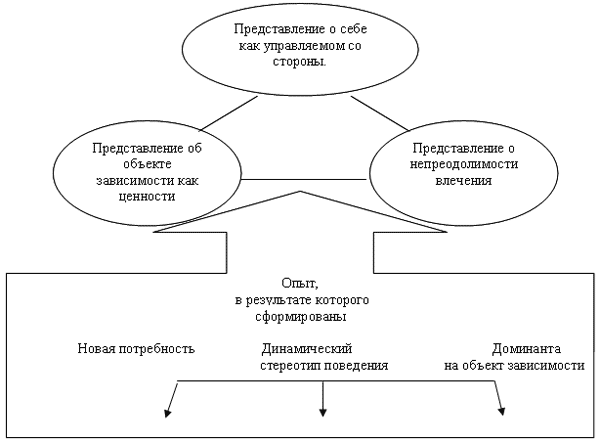 Представление о себе
как управляемом со
стороны.
Представление об
объекте
зависимости как
ценности
Представление о
непреодолимости
влечения
Опыт,
в результате которого
сформированы
Новая потребность
Динамический
стереотип поведения
Доминанта
на объект зависимости